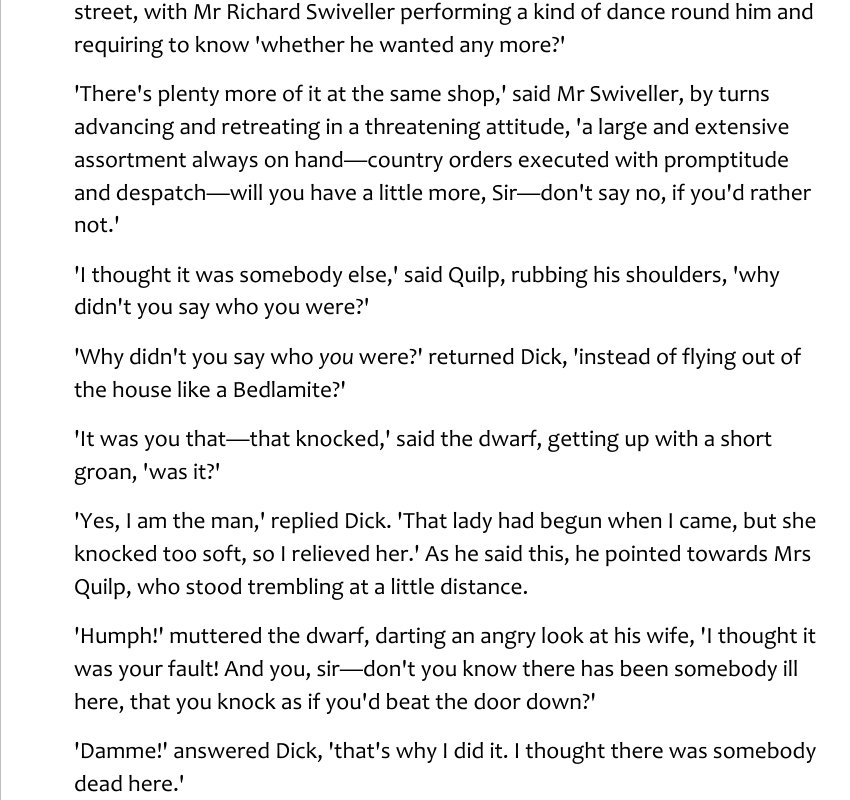 street, with Mr Richard Swiveller performing a kind of dance round him and
requiring to know 'whether he wanted any more?'
'There's plenty more of it at the same shop,' said Mr Swiveller, by turns
advancing and retreating in a threatening attitude, 'a large and extensive
assortment always on hand—country orders executed with promptitude
and despatch—will you have a little more, Sir—don't say no, if you'd rather
not.'
'I thought it was somebody else,' said Quilp, rubbing his shoulders, 'why
didn't you say who you were?'
'Why didn't you say who you were?' returned Dick, 'instead of flying out of
the house like a Bedlamite?'
'It was you that—that knocked,' said the dwarf, getting up with a short
groan, 'was it?'
'Yes, I am the man,' replied Dick. 'That lady had begun when I came, but she
knocked too soft, so I relieved her.' As he said this, he pointed towards Mrs
Quilp, who stood trembling at a little distance.
'Humph!' muttered the dwarf, darting an angry look at his wife, 'I thought it
was your fault! And you, sir—don't you know there has been somebody ill
here, that you knock as if you'd beat the door down?'
'Damme!' answered Dick, 'that's why I did it. I thought there was somebody
dead here.'